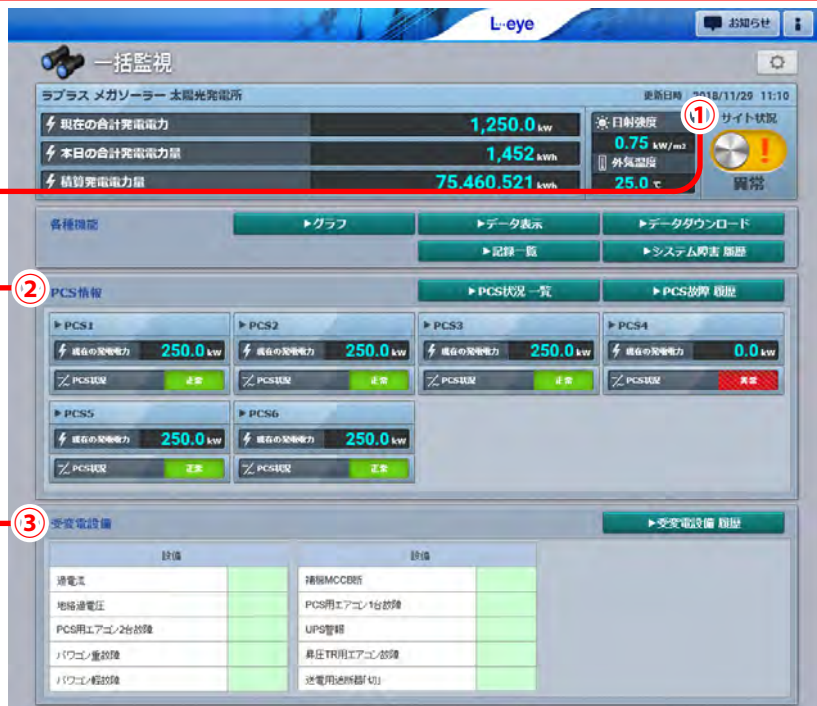 L·eye
お知らせ
一括監視
ラプラス メガソーラー 太陽光発電所
更新日時 2018/11/29 11:10
現在の合計発電電力 1,250.0 kw
本日の合計発電電力量 1,452 kwh
積算発電電力量 75.460.521 kwh
日射強度
0.75 kW/m2
外気温度
25.0 ℃
①
サイト状況
異常
各種機能
▶グラフ
▶データ表示
▶データダウンロード
▶記録一覧
▶システム障害 履歴
②
PCS情報
▶PCS状況 一覧
▶PCS故障 履歴
▶PCS1
現在の発電電力 250.0 kw
PCS状況 正常
▶PCS2
現在の発電電力 250.0 kw
PCS状況 正常
▶PCS3
現在の発電電力 250.0 kw
PCS状況 正常
▶PCS4
現在の発電電力 0.0 kw
PCS状況 異常
▶PCS5
現在の発電電力 250.0 kw
PCS状況 正常
▶PCS6
現在の発電電力 250.0 kw
PCS状況 正常
③
受変電設備
▶受変電設備 履歴
設備
過電流
地絡過電圧
PCS用エアコン2台故障
パワコン重故障
パワコン軽故障
設備
補機MCCB断
PCS用エアコン1台故障
UPS警報
昇圧TR用エアコン故障
送電用遮断器「切」